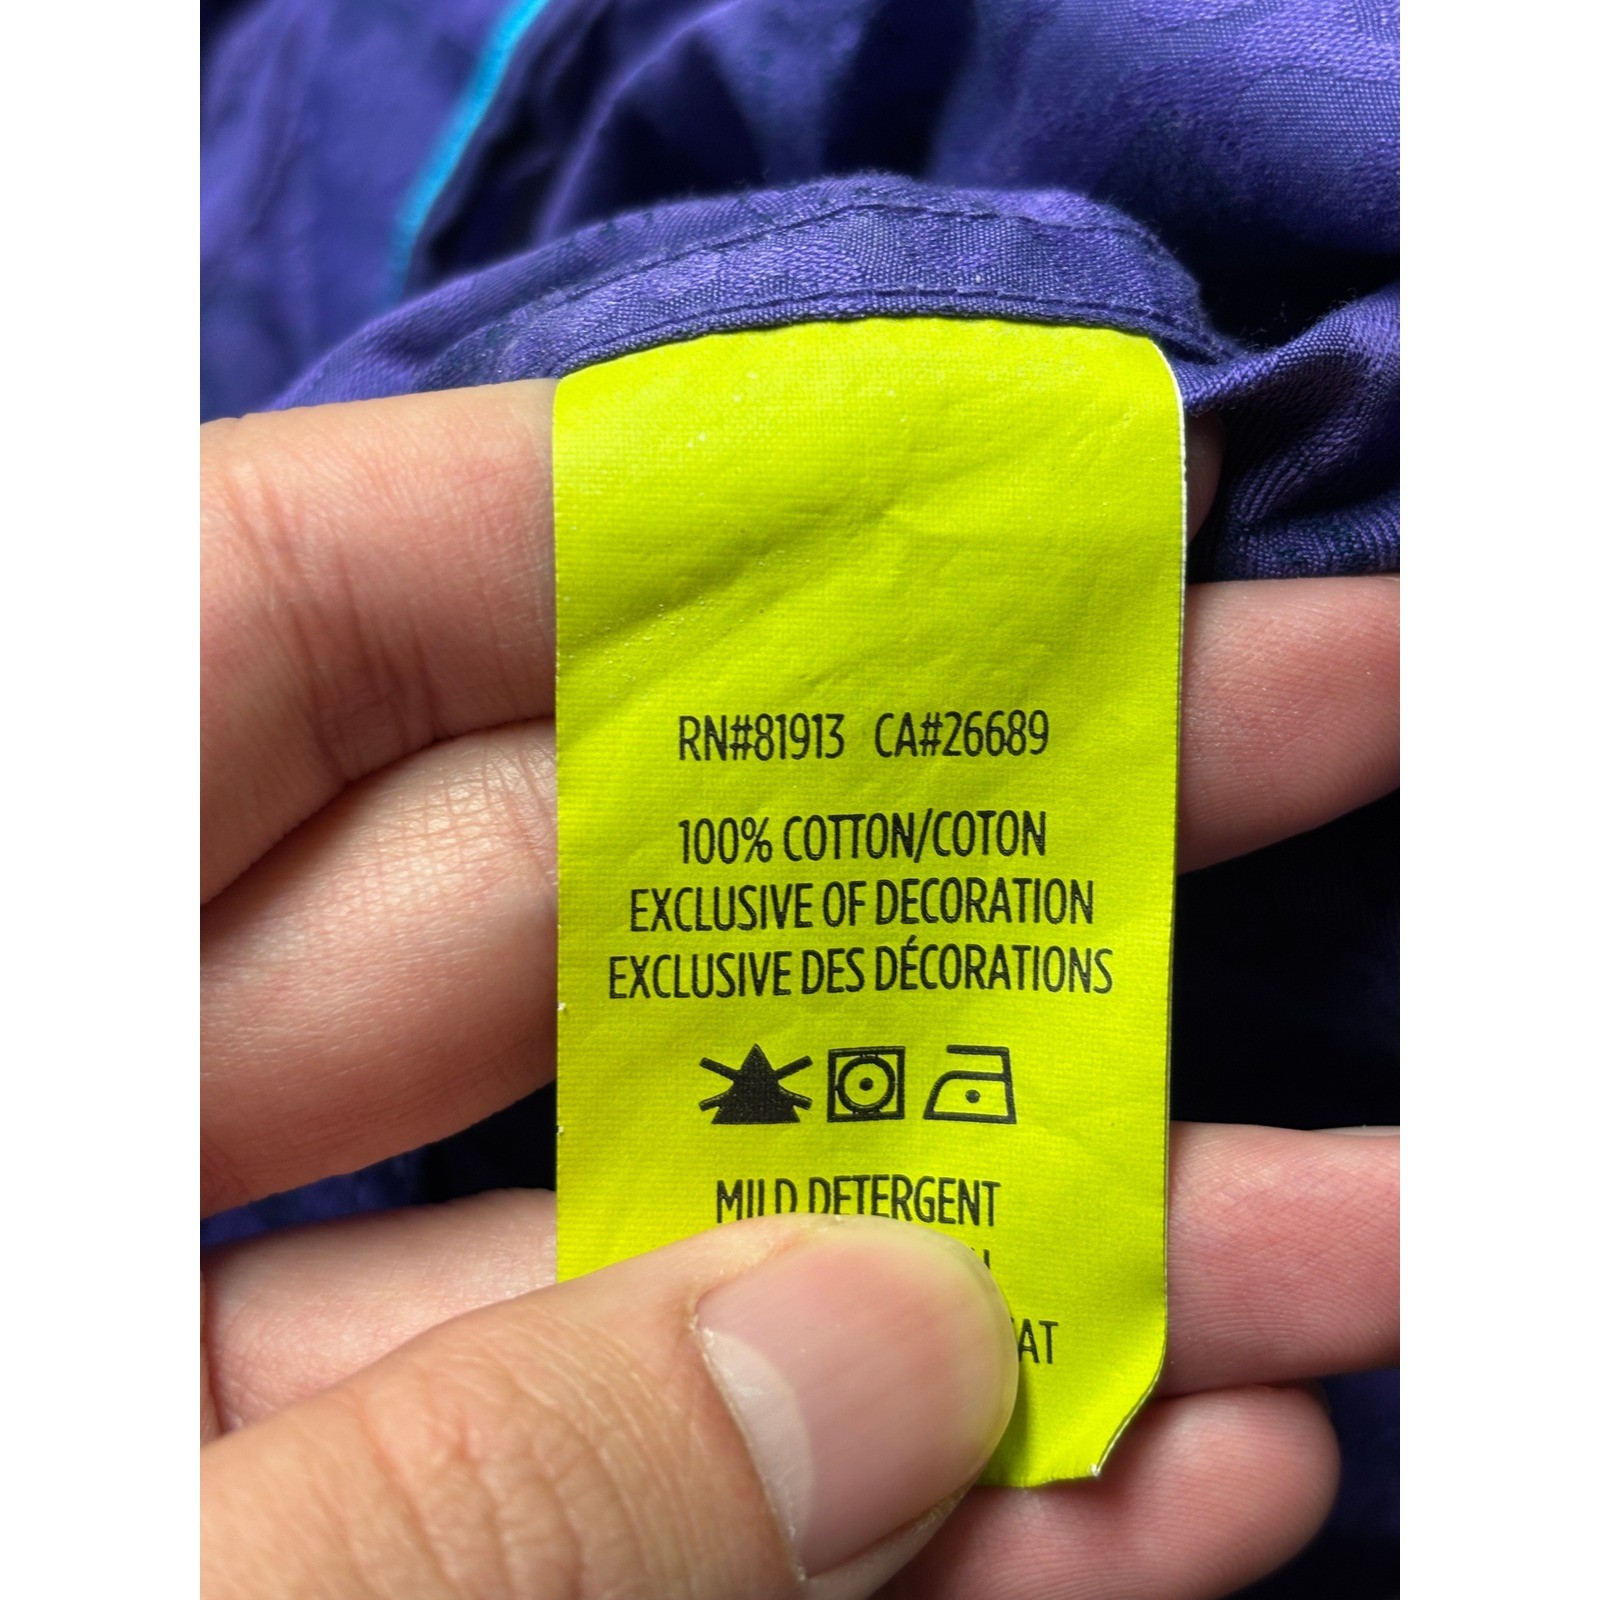 RN#81913 CA#26689
100% COTTON/COTON
EXCLUSIVE OF DECORATION
EXCLUSIVE DES DÉCORATIONS
MILD DETERGENT